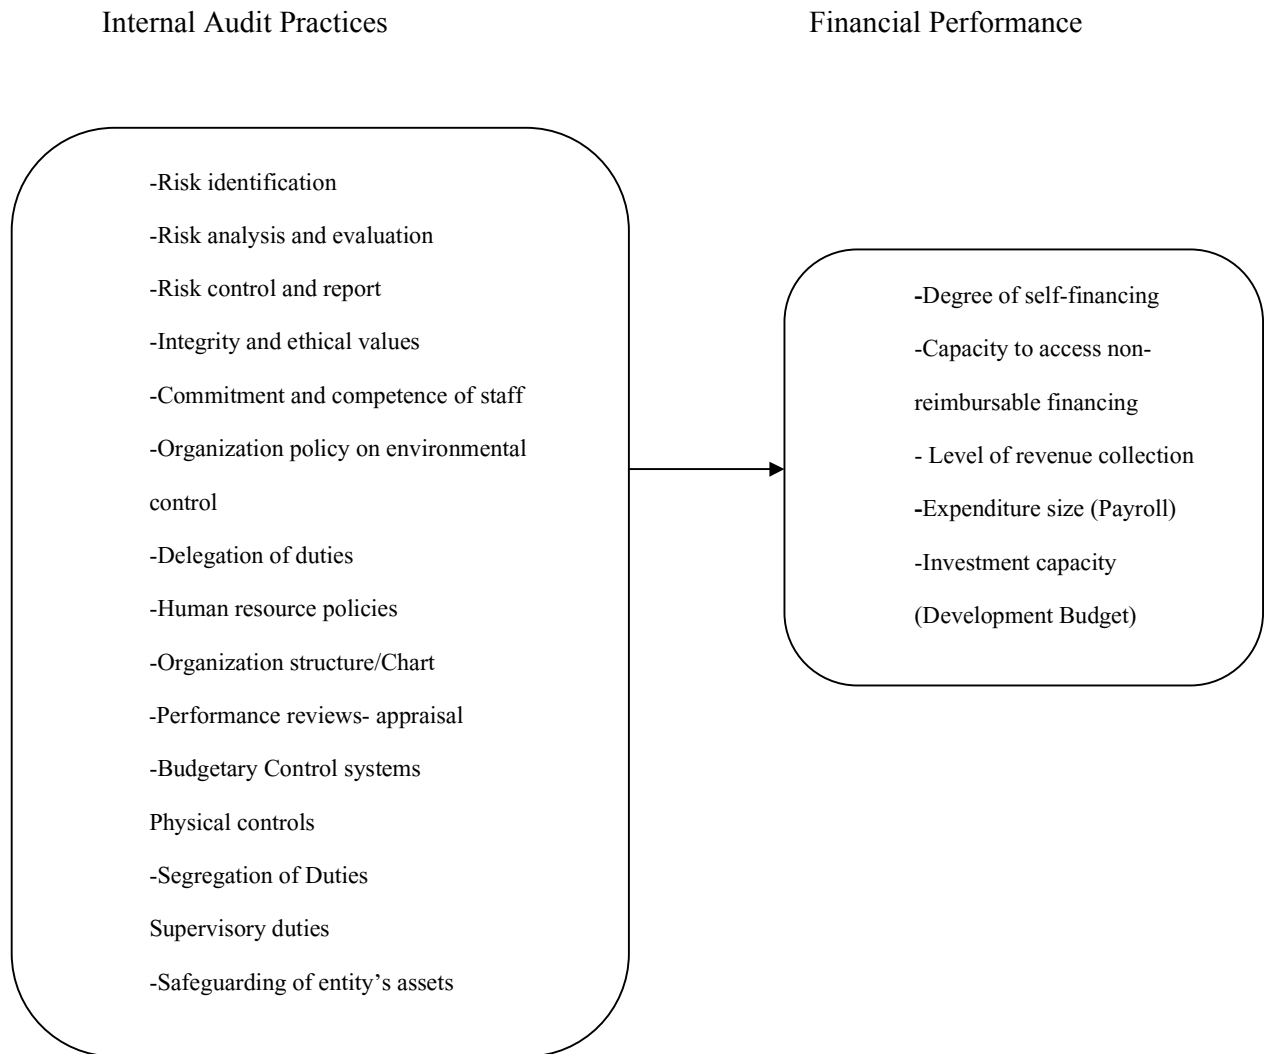 Internal Audit Practices
Financial Performance
-Risk identification
-Risk analysis and evaluation
-Risk control and report
-Integrity and ethical values
-Commitment and competence of staff
-Organization policy on environmental
control
-Delegation of duties
-Human resource policies
-Organization structure/Chart
-Performance reviews- appraisal
-Budgetary Control systems
Physical controls
-Segregation of Duties
Supervisory duties
-Safeguarding of entity’s assets
-Degree of self-financing
-Capacity to access non-
reimbursable financing
- Level of revenue collection
-Expenditure size (Payroll)
-Investment capacity
(Development Budget)